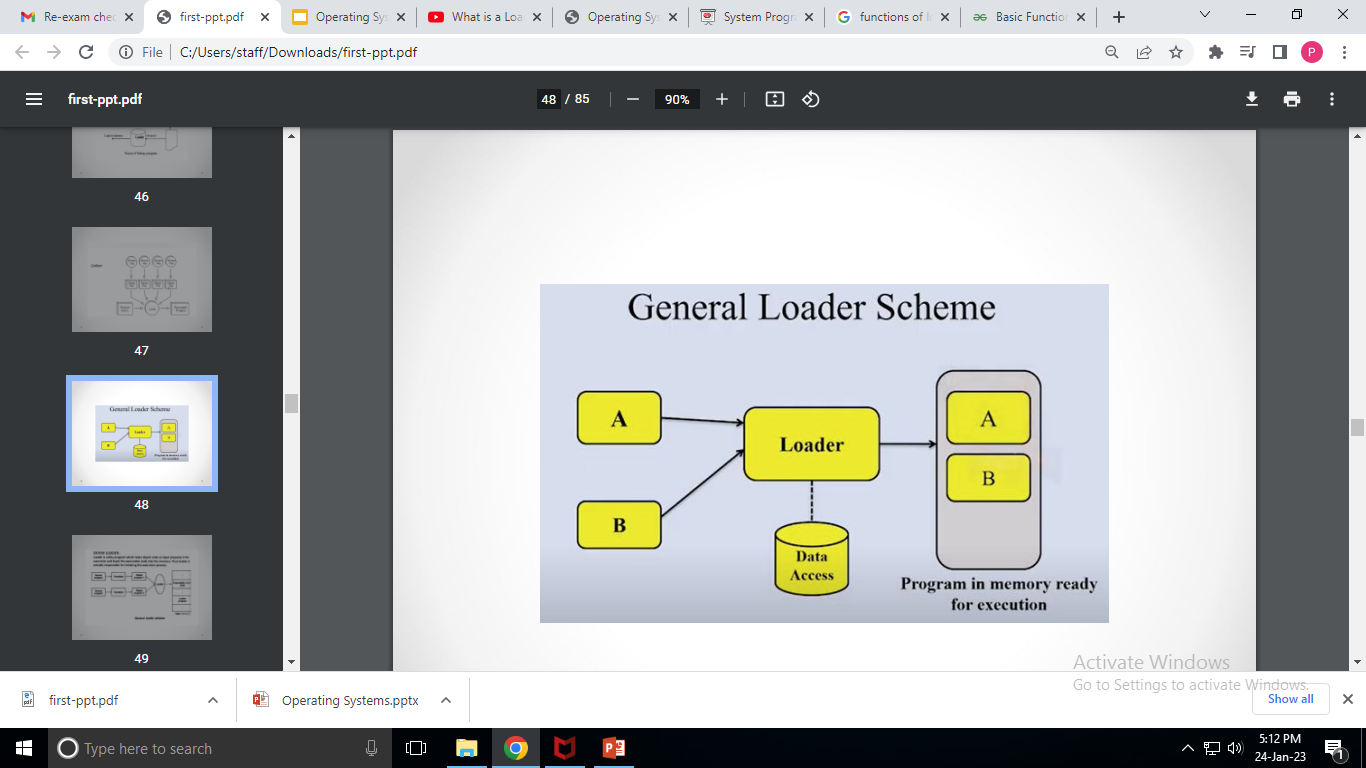 Re-exam chec
first-ppt.pdf
Operating Sy
What is a Loa
Operating Sy
System Progr
functions of l
Basic Function
File
C:/Users/staff/Downloads/first-ppt.pdf
P
first-ppt.pdf
48 / 85
90%
46
47
48
49
General Loader Scheme
A
B
Loader
Data
Access
A
B
Program in memory ready
for execution
Activate Windows
Go to Settings to activate Windows.
first-ppt.pdf
Operating Systems.pptx
Show all
Type here to search
5:12 PM
24-Jan-23
1